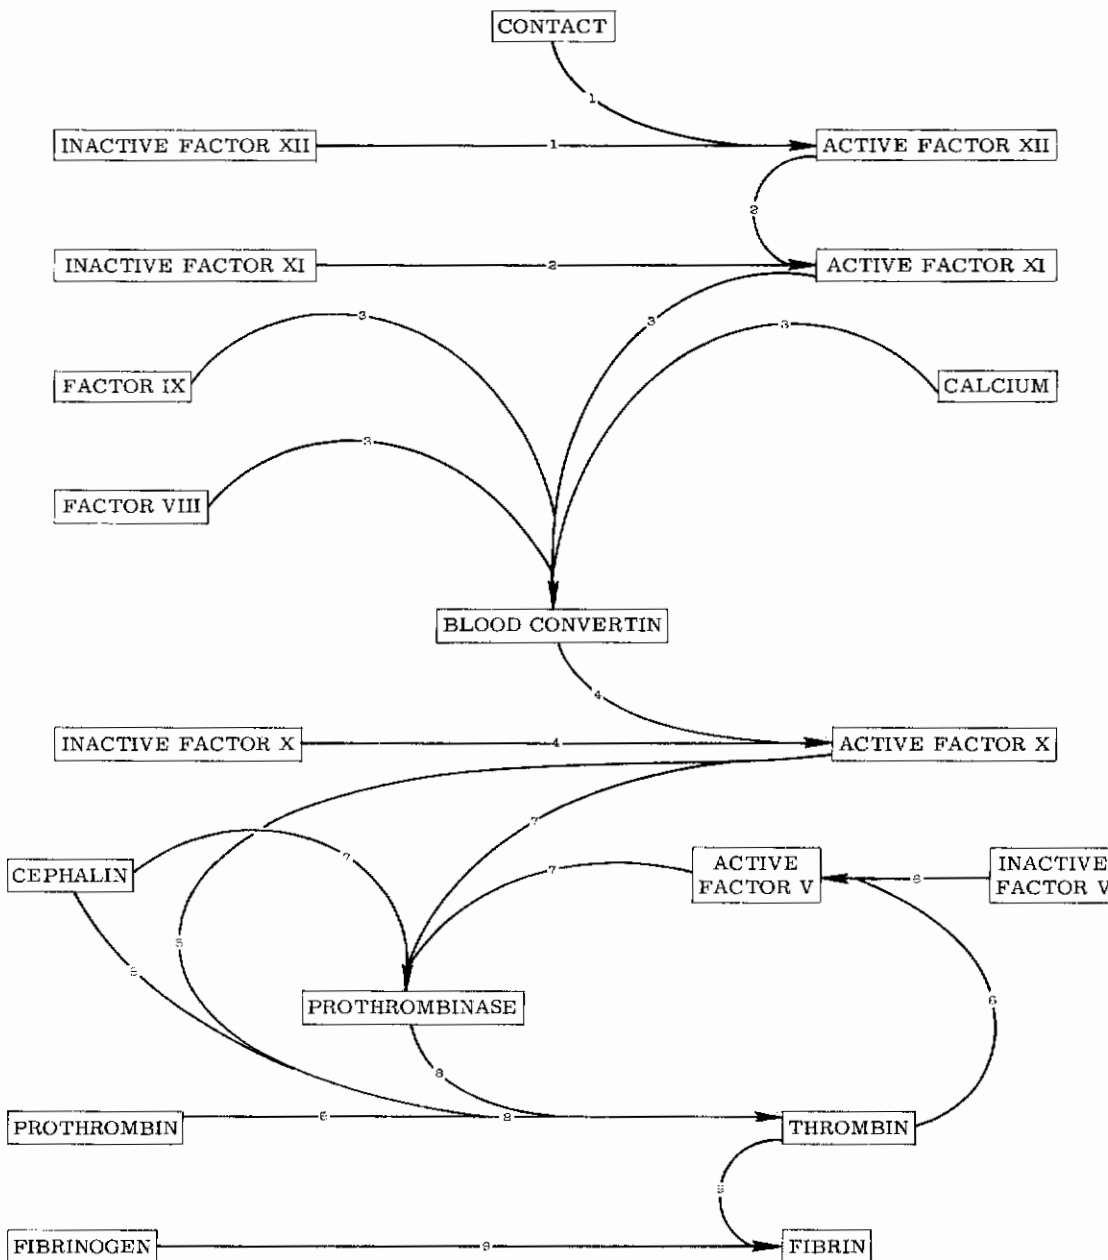 CONTACT
1
INACTIVE FACTOR XII
1
ACTIVE FACTOR XII
2
INACTIVE FACTOR XI
2
ACTIVE FACTOR XI
3
3
3
FACTOR IX
CALCIUM
3
FACTOR VIII
BLOOD CONVERTIN
4
INACTIVE FACTOR X
4
ACTIVE FACTOR X
7
7
7
CEPHALIN
ACTIVE
FACTOR V
6
INACTIVE
FACTOR V
5
5
6
PROTHROMBINASE
8
PROTHROMBIN
5
8
THROMBIN
FIBRINOGEN
9
FIBRIN